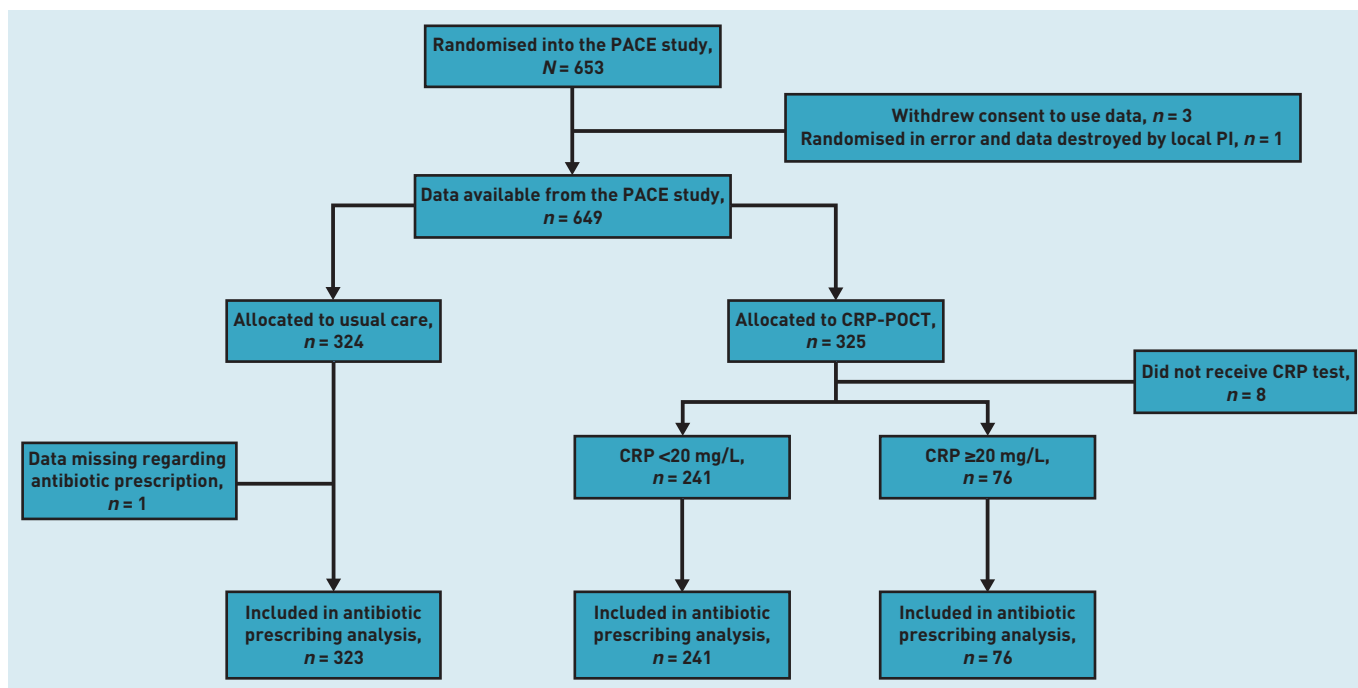 Randomised into the PACE study,
N = 653
Withdrew consent to use data, n = 3
Randomised in error and data destroyed by local PI, n = 1
Data available from the PACE study,
n = 649
Allocated to usual care,
n = 324
Allocated to CRP-POCT,
n = 325
Did not receive CRP test,
n = 8
Data missing regarding
antibiotic prescription,
n = 1
CRP <20 mg/L,
n = 241
CRP ≥20 mg/L,
n = 76
Included in antibiotic
prescribing analysis,
n = 323
Included in antibiotic
prescribing analysis,
n = 241
Included in antibiotic
prescribing analysis,
n = 76